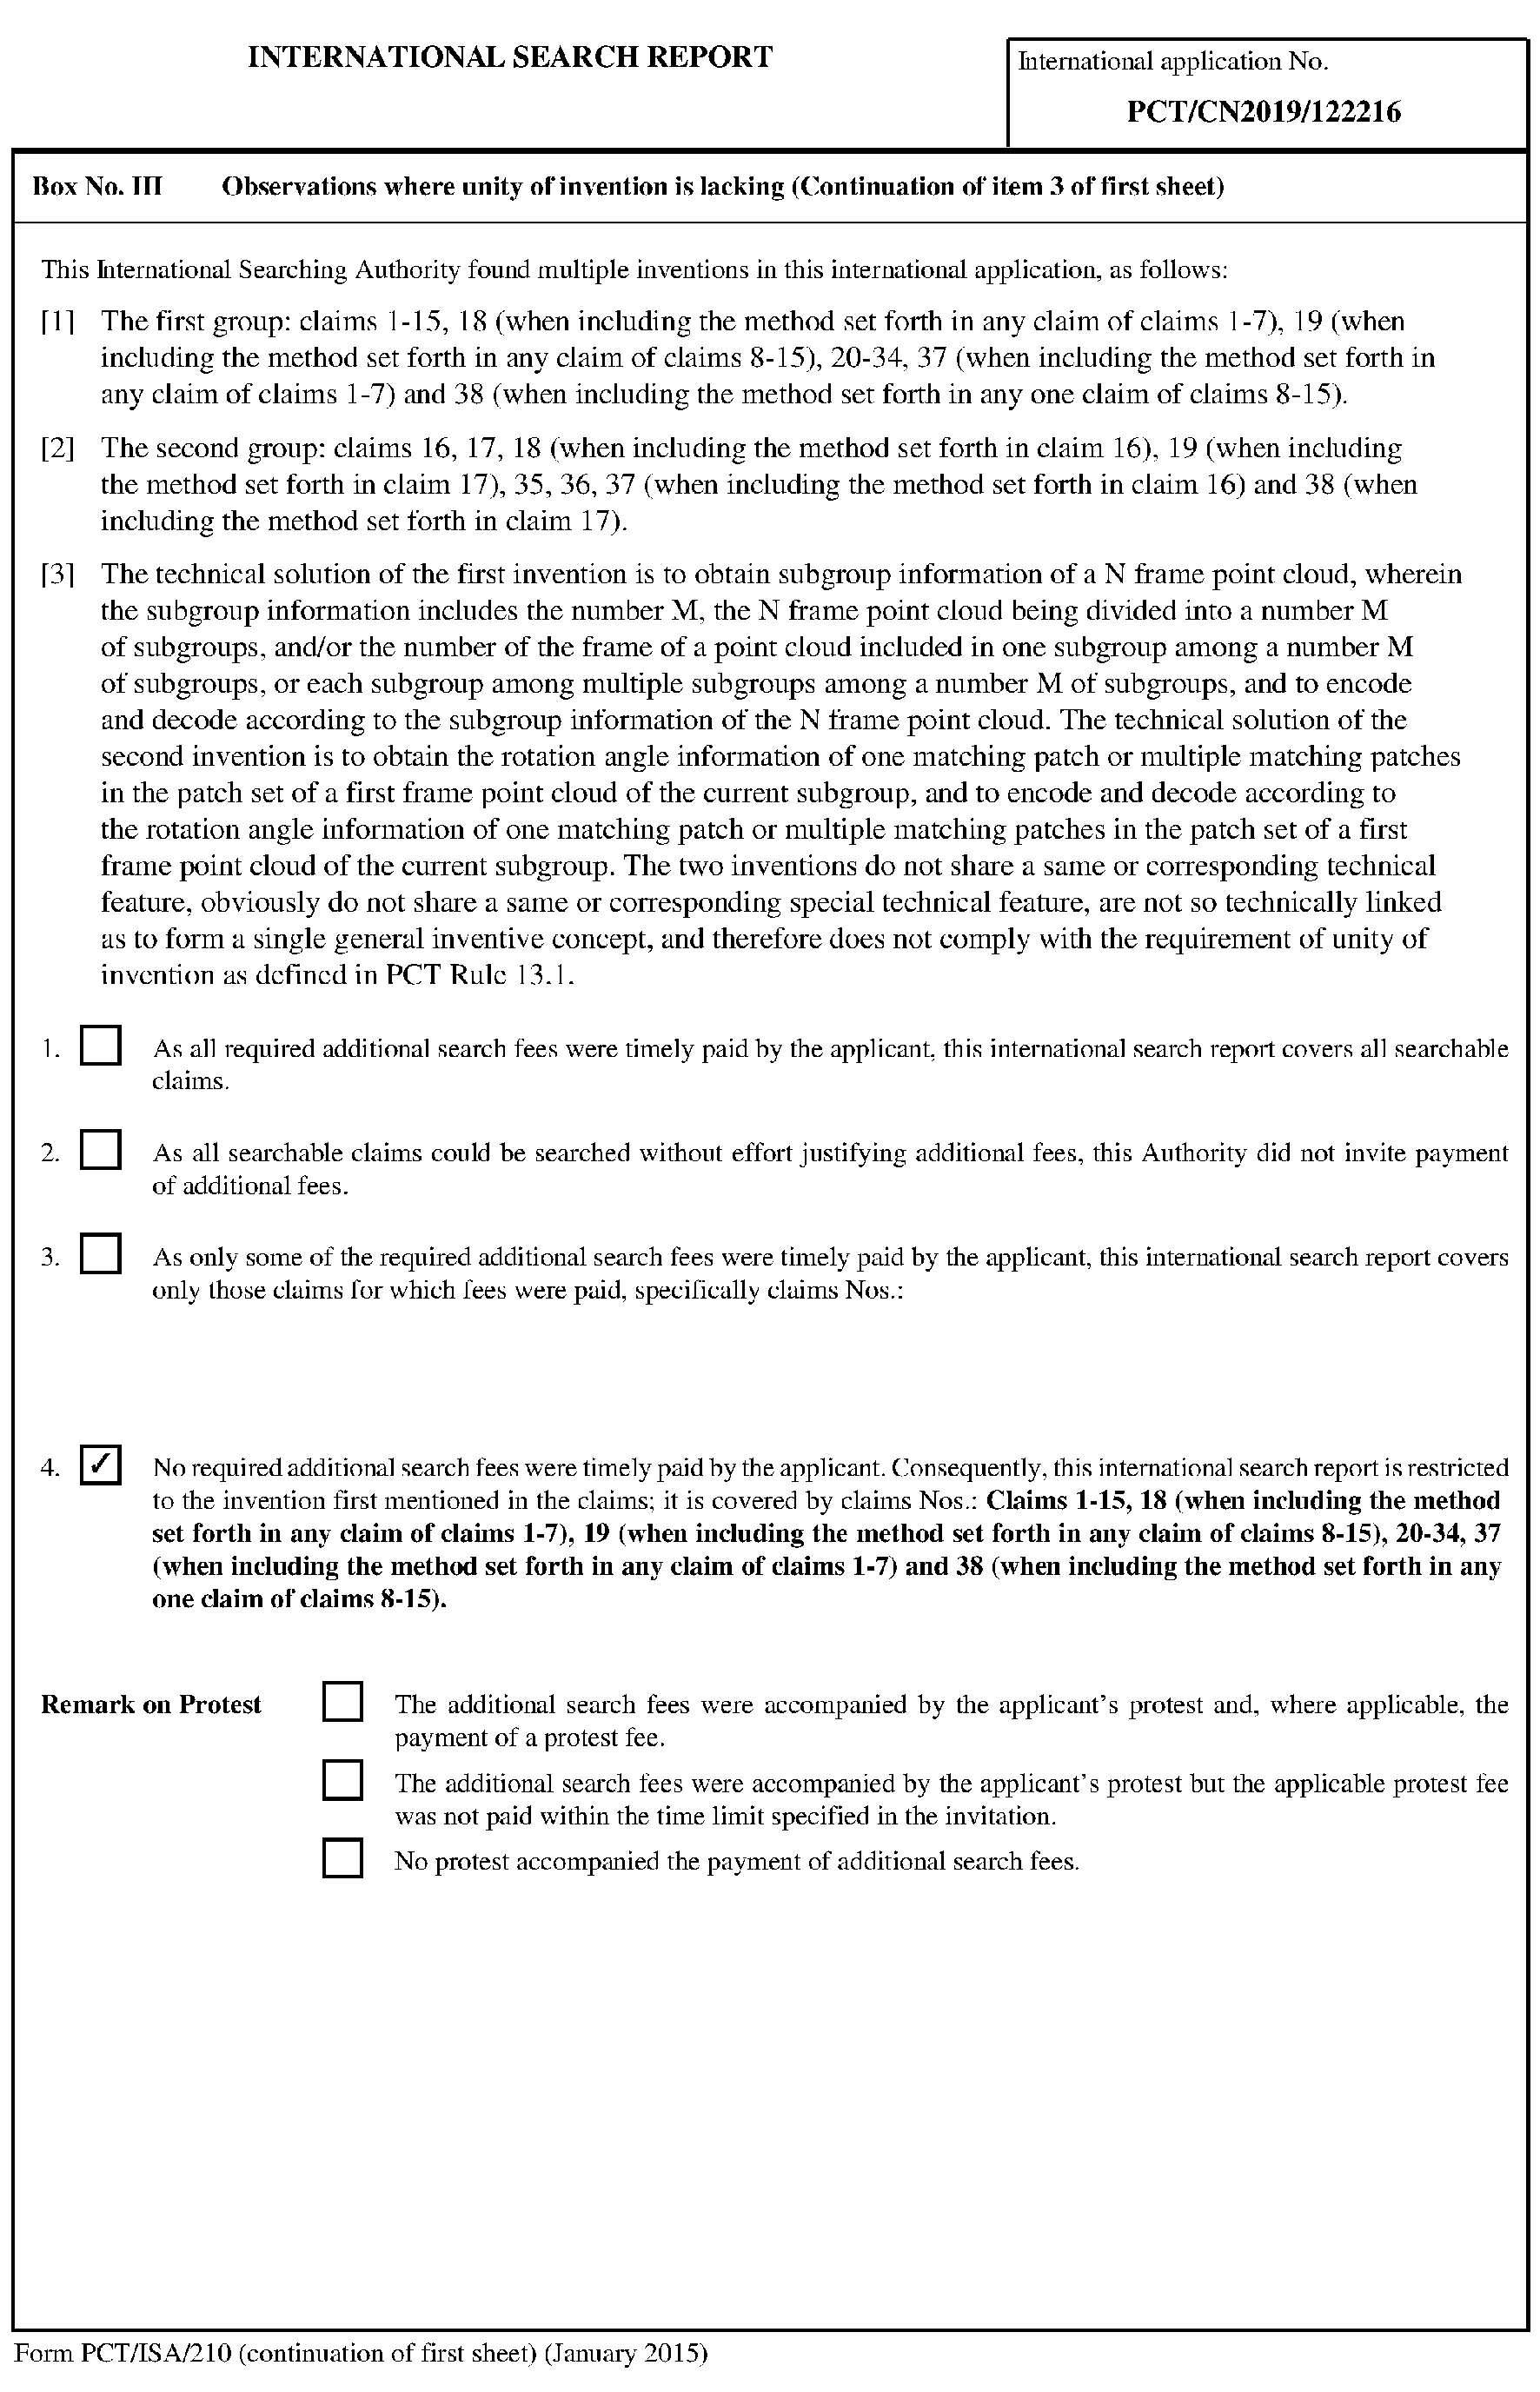 INTERNATIONAL SEARCH REPORT
International application No.
PCT/CN2019/122216
Box No. III Observations where unity of invention is lacking (Continuation of item 3 of first sheet)
This International Searching Authority found multiple inventions in this international application, as follows:
[1] The first group: claims 1-15, 18 (when including the method set forth in any claim of claims 1-7), 19 (when
including the method set forth in any claim of claims 8-15), 20-34, 37 (when including the method set forth in
any claim of claims 1-7) and 38 (when including the method set forth in any one claim of claims 8-15).
[2] The second group: claims 16, 17, 18 (when including the method set forth in claim 16), 19 (when including
the method set forth in claim 17), 35, 36, 37 (when including the method set forth in claim 16) and 38 (when
including the method set forth in claim 17).
[3] The technical solution of the first invention is to obtain subgroup information of a N frame point cloud, wherein
the subgroup information includes the number M, the N frame point cloud being divided into a number M
of subgroups, and/or the number of the frame of a point cloud included in one subgroup among a number M
of subgroups, or each subgroup among multiple subgroups among a number M of subgroups, and to encode
and decode according to the subgroup information of the N frame point cloud. The technical solution of the
second invention is to obtain the rotation angle information of one matching patch or multiple matching patches
in the patch set of a first frame point cloud of the current subgroup, and to encode and decode according to
the rotation angle information of one matching patch or multiple matching patches in the patch set of a first
frame point cloud of the current subgroup. The two inventions do not share a same or corresponding technical
feature, obviously do not share a same or corresponding special technical feature, are not so technically linked
as to form a single general inventive concept, and therefore does not comply with the requirement of unity of
invention as defined in PCT Rule 13.1.
1. As all required additional search fees were timely paid by the applicant, this international search report covers all searchable
claims.
2. As all searchable claims could be searched without effort justifying additional fees, this Authority did not invite payment
of additional fees.
3. As only some of the required additional search fees were timely paid by the applicant, this international search report covers
only those claims for which fees were paid, specifically claims Nos.:
4. ✓ No required additional search fees were timely paid by the applicant. Consequently, this international search report is restricted
to the invention first mentioned in the claims; it is covered by claims Nos.: Claims 1-15, 18 (when including the method
set forth in any claim of claims 1-7), 19 (when including the method set forth in any claim of claims 8-15), 20-34, 37
(when including the method set forth in any claim of claims 1-7) and 38 (when including the method set forth in any
one claim of claims 8-15).
Remark on Protest The additional search fees were accompanied by the applicant's protest and, where applicable, the
payment of a protest fee.
The additional search fees were accompanied by the applicant's protest but the applicable protest fee
was not paid within the time limit specified in the invitation.
No protest accompanied the payment of additional search fees.
Form PCT/ISA/210 (continuation of first sheet) (January 2015)